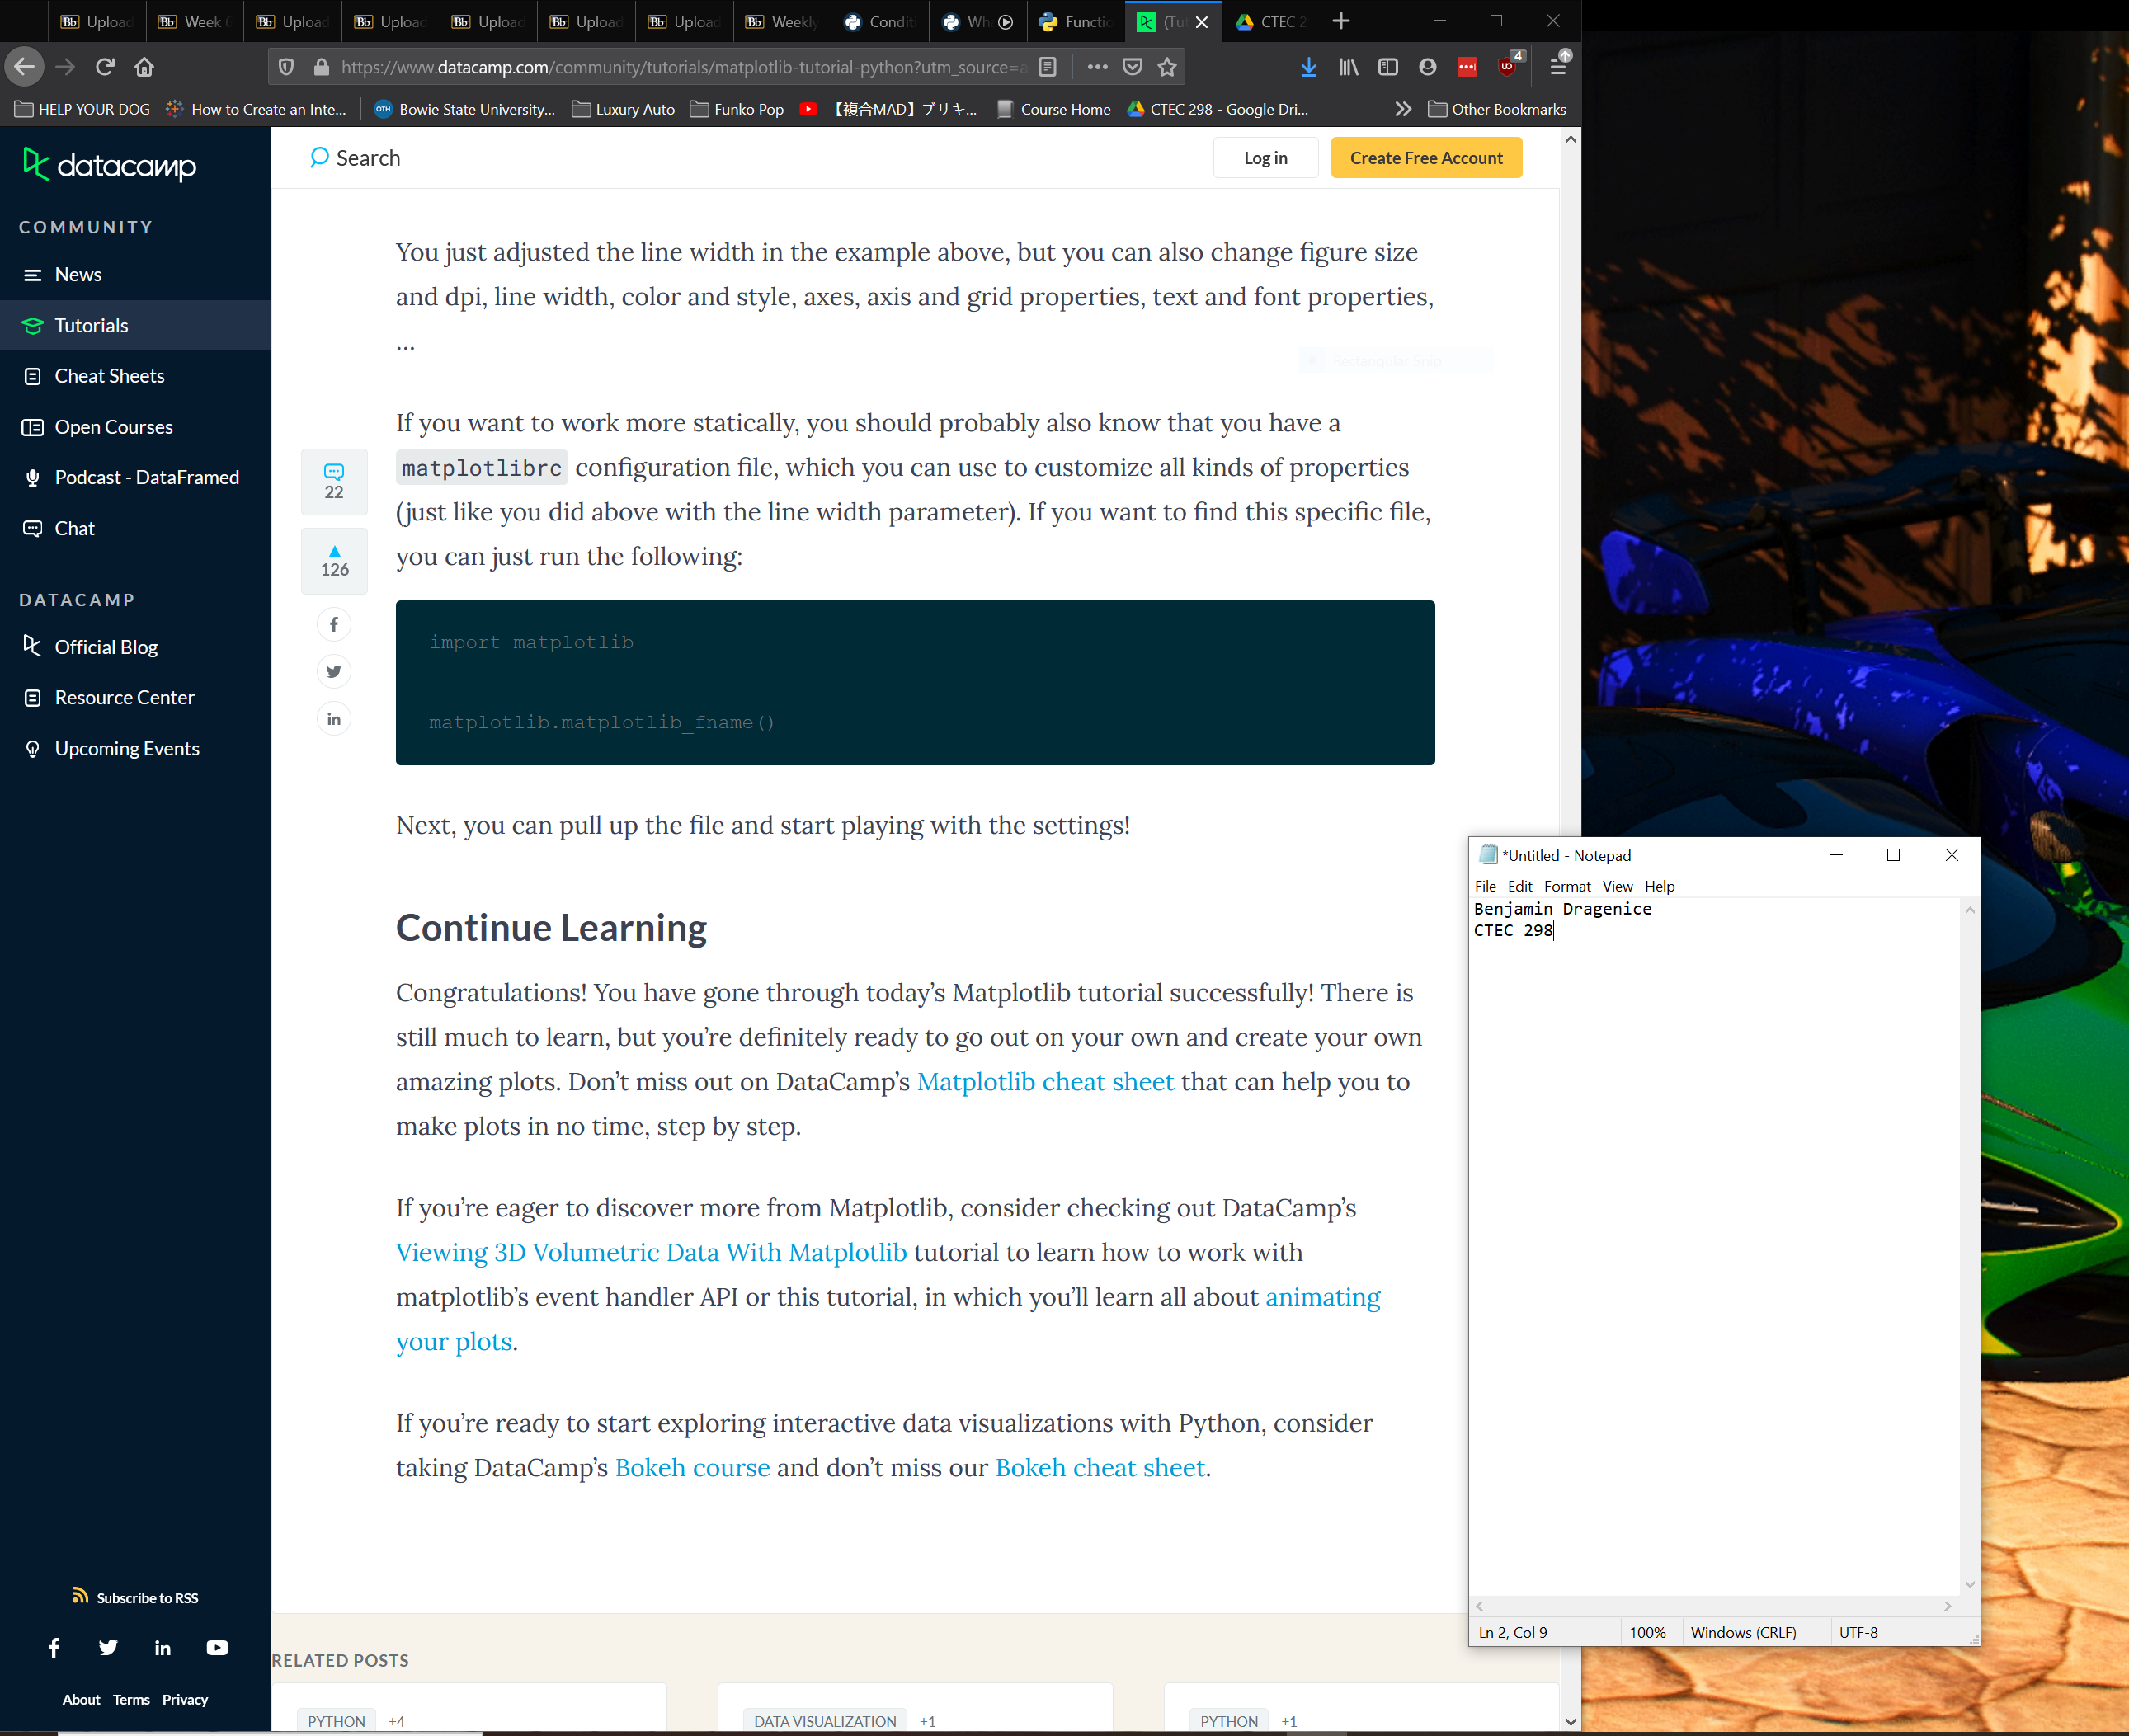 Upload
Week 6
Upload
Upload
Upload
Upload
Upload
Weekly
Conditi
Wha
Functio
(Tut
CTEC 2
https://www.datacamp.com/community/tutorials/matplotlib-tutorial-python?utm_source=a
4
HELP YOUR DOG
How to Create an Inte...
Bowie State University...
Luxury Auto
Funko Pop
【複合MAD】ブリキ...
Course Home
CTEC 298 - Google Dri...
Other Bookmarks
datacamp
COMMUNITY
News
Tutorials
Cheat Sheets
Open Courses
Podcast - DataFramed
Chat
DATACAMP
Official Blog
Resource Center
Upcoming Events
Subscribe to RSS
About Terms Privacy
Search
Log in
Create Free Account
You just adjusted the line width in the example above, but you can also change figure size
and dpi, line width, color and style, axes, axis and grid properties, text and font properties,
…
Rectangular Snip
If you want to work more statically, you should probably also know that you have a
matplotlibrc configuration file, which you can use to customize all kinds of properties
(just like you did above with the line width parameter). If you want to find this specific file,
you can just run the following:
22
126
import matplotlib
matplotlib.matplotlib_fname()
Next, you can pull up the file and start playing with the settings!
Continue Learning
Congratulations! You have gone through today’s Matplotlib tutorial successfully! There is
still much to learn, but you’re definitely ready to go out on your own and create your own
amazing plots. Don’t miss out on DataCamp’s Matplotlib cheat sheet that can help you to
make plots in no time, step by step.
If you’re eager to discover more from Matplotlib, consider checking out DataCamp’s
Viewing 3D Volumetric Data With Matplotlib tutorial to learn how to work with
matplotlib’s event handler API or this tutorial, in which you’ll learn all about animating
your plots.
If you’re ready to start exploring interactive data visualizations with Python, consider
taking DataCamp’s Bokeh course and don’t miss our Bokeh cheat sheet.
RELATED POSTS
PYTHON +4
DATA VISUALIZATION +1
PYTHON +1
*Untitled - Notepad
File Edit Format View Help
Benjamin Dragenice
CTEC 298
Ln 2, Col 9
100%
Windows (CRLF)
UTF-8